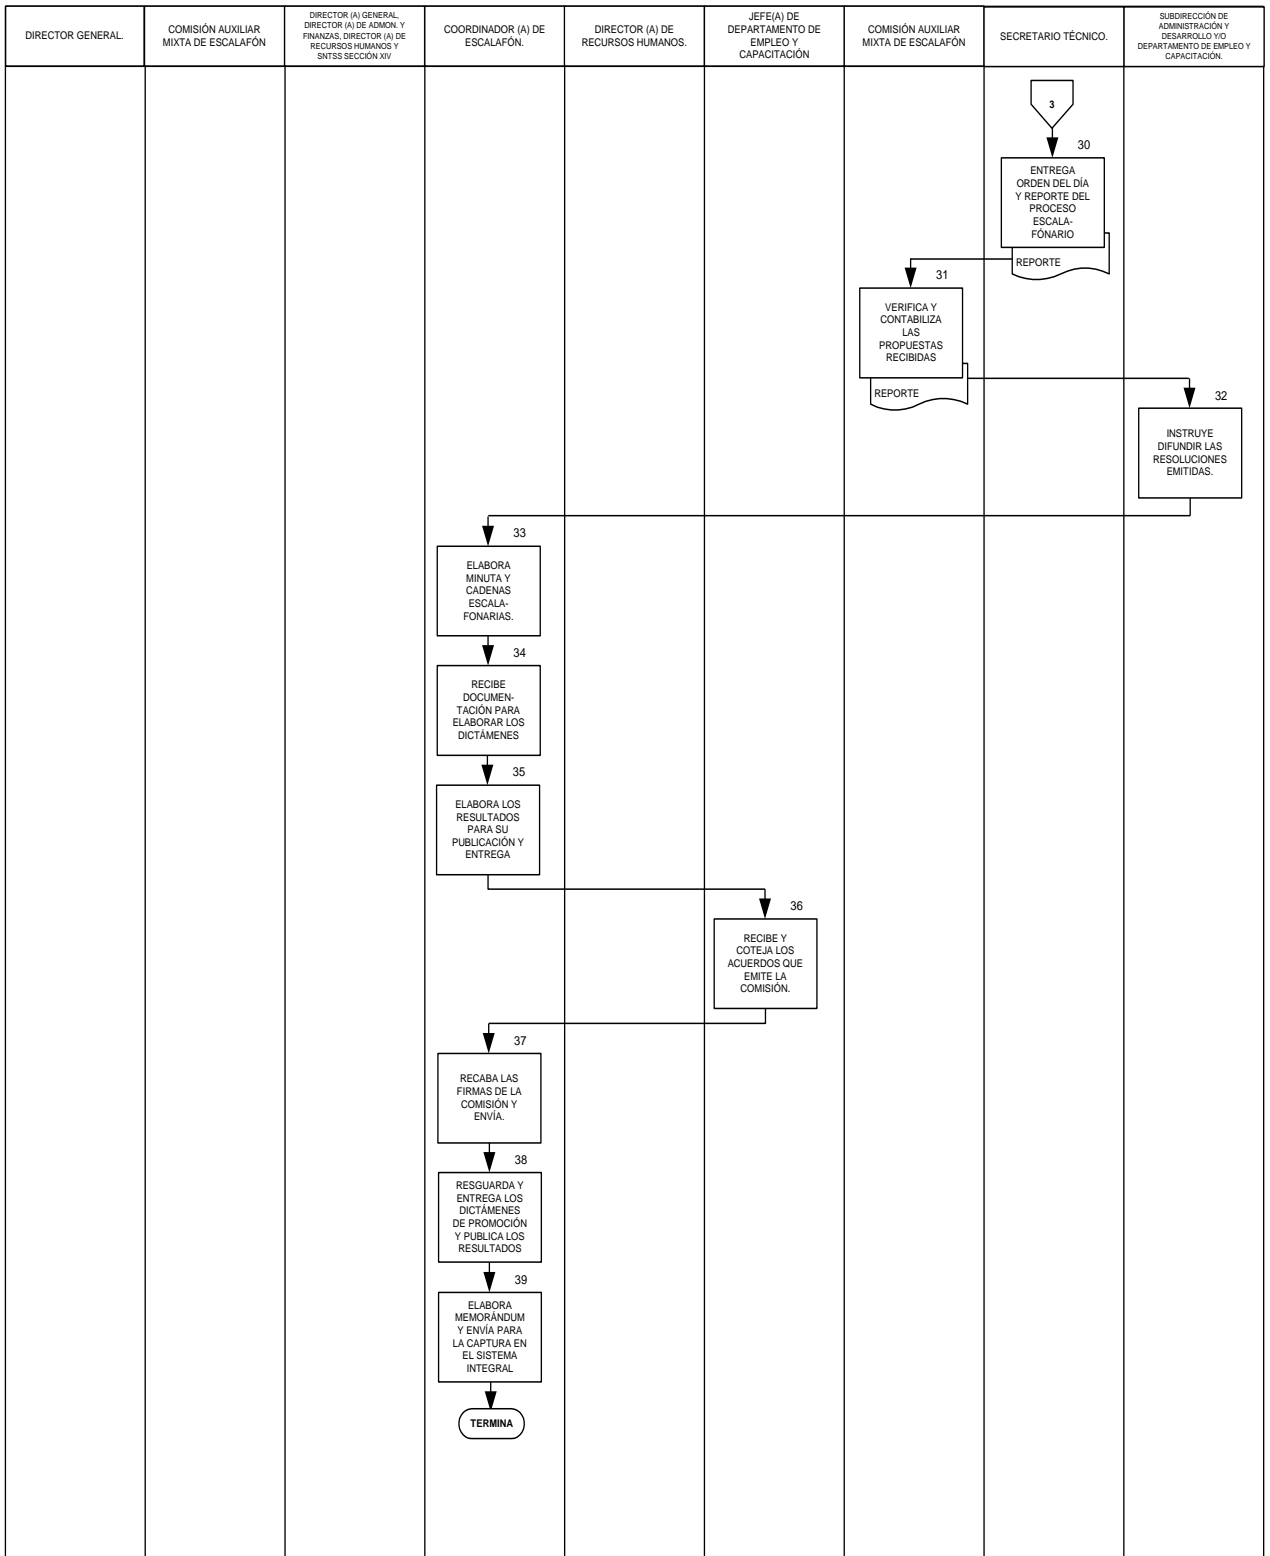 DIRECTOR GENERAL.
COMISIÓN AUXILIAR
MIXTA DE ESCALAFÓN
DIRECTOR (A) GENERAL,
DIRECTOR (A) DE ADMON. Y
FINANZAS, DIRECTOR (A) DE
RECURSOS HUMANOS Y
SNTSS SECCIÓN XIV
COORDINADOR (A) DE
ESCALAFÓN.
DIRECTOR (A) DE
RECURSOS HUMANOS.
JEFE(A) DE
DEPARTAMENTO DE
EMPLEO Y
CAPACITACIÓN
COMISIÓN AUXILIAR
MIXTA DE ESCALAFÓN
SECRETARIO TÉCNICO.
SUBDIRECCIÓN DE
ADMINISTRACIÓN Y
DESARROLLO Y/O
DEPARTAMENTO DE EMPLEO Y
CAPACITACIÓN.
3
30
ENTREGA
ORDEN DEL DÍA
Y REPORTE DEL
PROCESO
ESCALA-
FÓNARIO
REPORTE
31
VERIFICA Y
CONTABILIZA
LAS
PROPUESTAS
RECIBIDAS
REPORTE
32
INSTRUYE
DIFUNDIR LAS
RESOLUCIONES
EMITIDAS.
33
ELABORA
MINUTA Y
CADENAS
ESCALA-
FONARIAS.
34
RECIBE
DOCUMEN-
TACIÓN PARA
ELABORAR LOS
DICTÁMENES
35
ELABORA LOS
RESULTADOS
PARA SU
PUBLICACIÓN Y
ENTREGA
36
RECIBE Y
COTEJA LOS
ACUERDOS QUE
EMITE LA
COMISIÓN.
37
RECABA LAS
FIRMAS DE LA
COMISIÓN Y
ENVÍA.
38
RESGUARDA Y
ENTREGA LOS
DICTÁMENES
DE PROMOCIÓN
Y PUBLICA LOS
RESULTADOS
39
ELABORA
MEMORÁNDUM
Y ENVÍA PARA
LA CAPTURA EN
EL SISTEMA
INTEGRAL
TERMINA